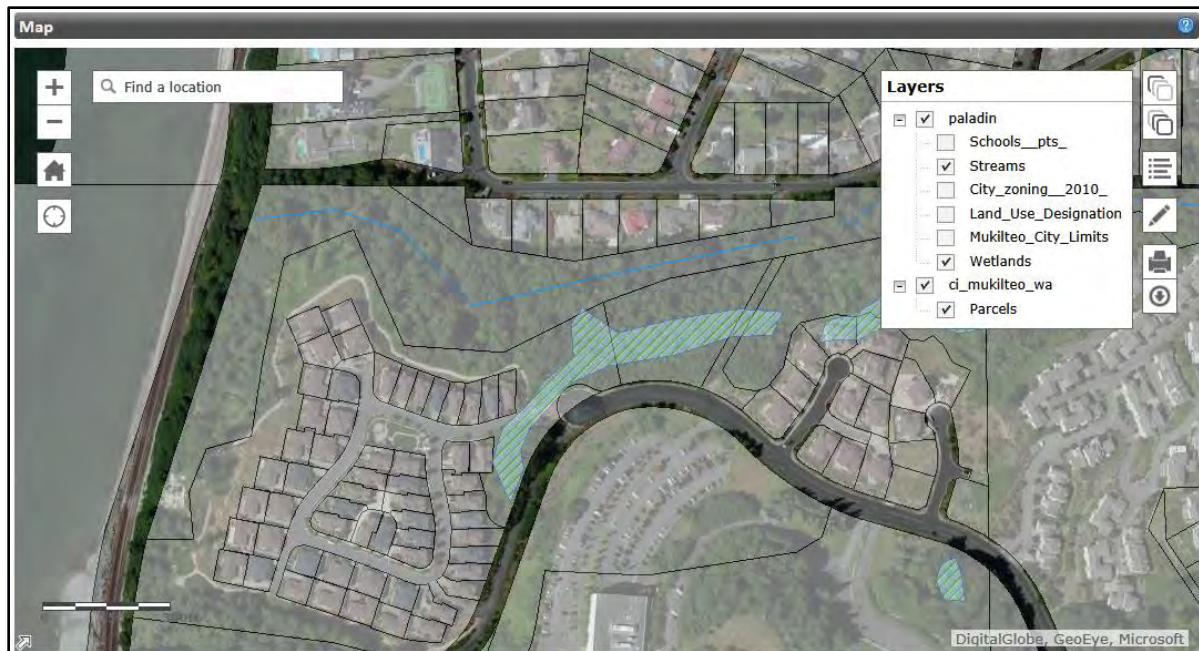 Map
Find a location
Layers
paladin
Schools__pts_
Streams
City_zoning__2010_
Land_Use_Designation
Mukilteo_City_Limits
Wetlands
ci_mukilteo_wa
Parcels
DigitalGlobe, GeoEye, Microsoft